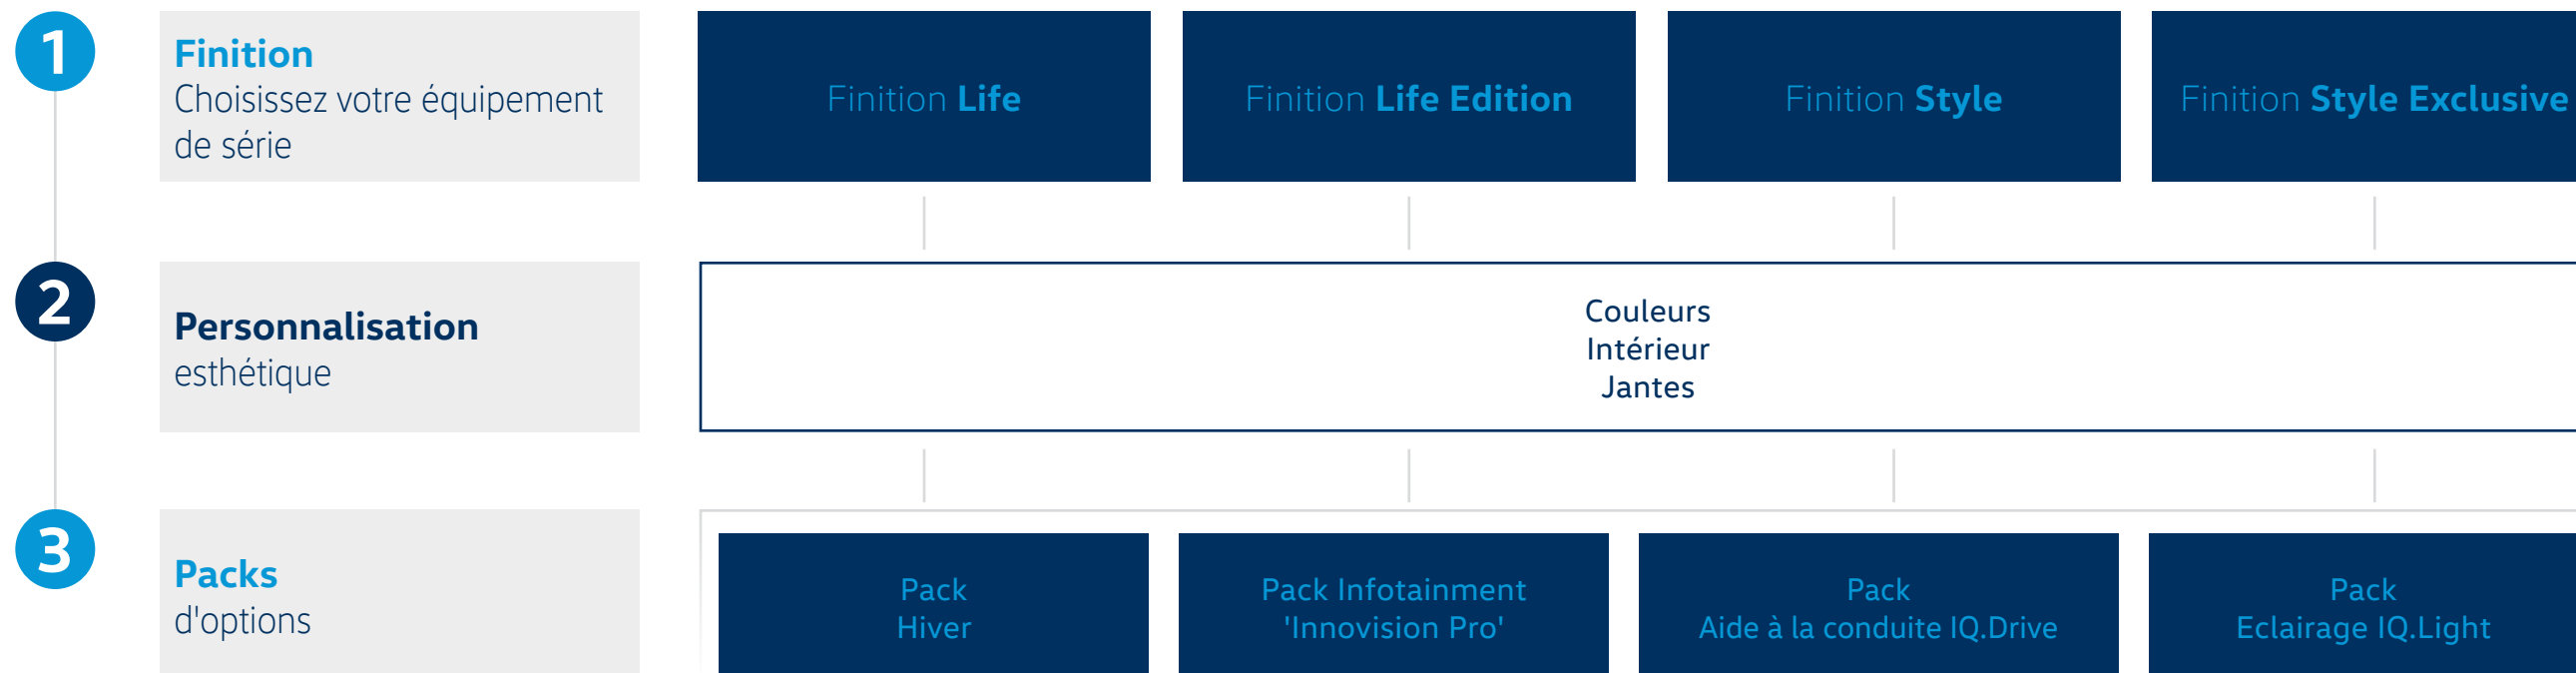 1
Finition
Choisissez votre équipement
de série
Finition Life
Finition Life Edition
Finition Style
Finition Style Exclusive
2
Personnalisation
esthétique
Couleurs
Intérieur
Jantes
3
Packs
d'options
Pack
Hiver
Pack Infotainment
'Innovision Pro'
Pack
Aide à la conduite IQ.Drive
Pack
Eclairage IQ.Light